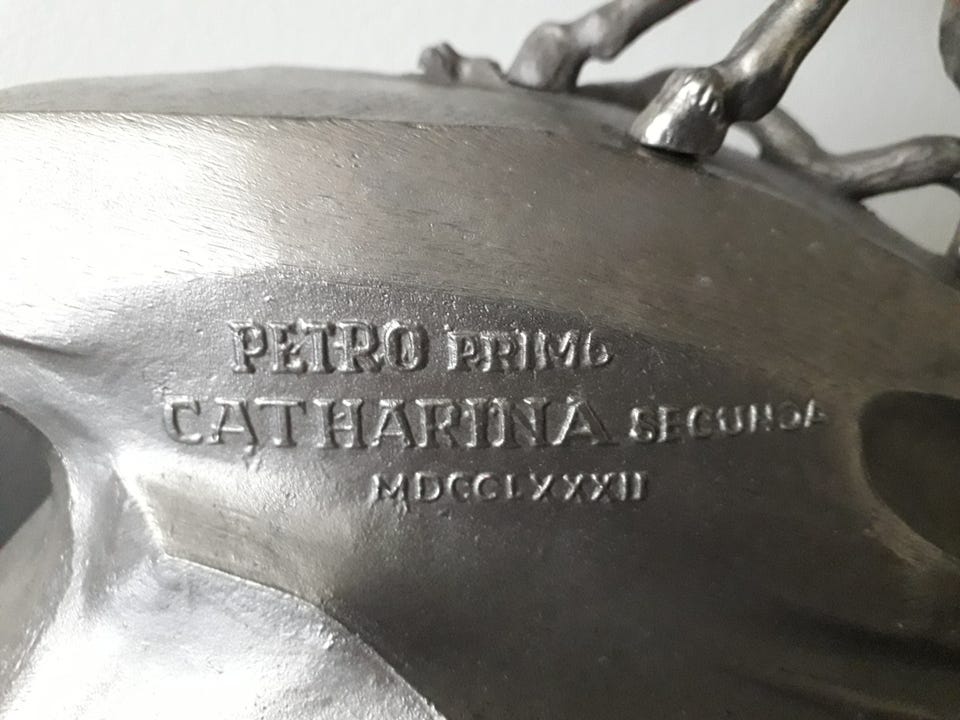 PETRO PRIMO
CATHARINA SECUNDA
MDCCLXXXII